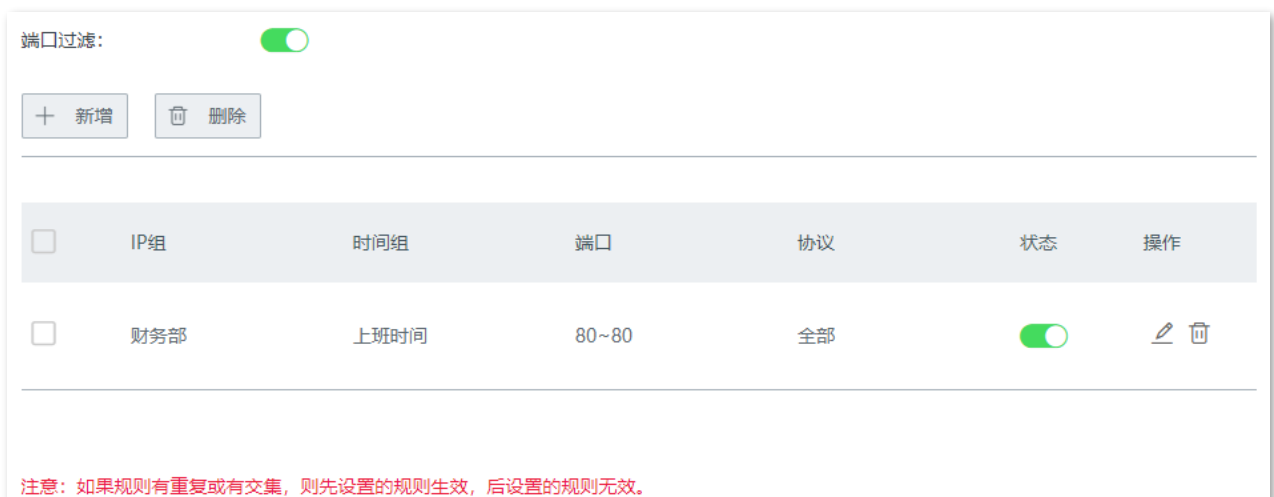 端口过滤：
新增 删除
IP组 时间组 端口 协议 状态 操作
财务部 上班时间 80~80 全部
注意：如果规则有重复或有交集，则先设置的规则生效，后设置的规则无效。